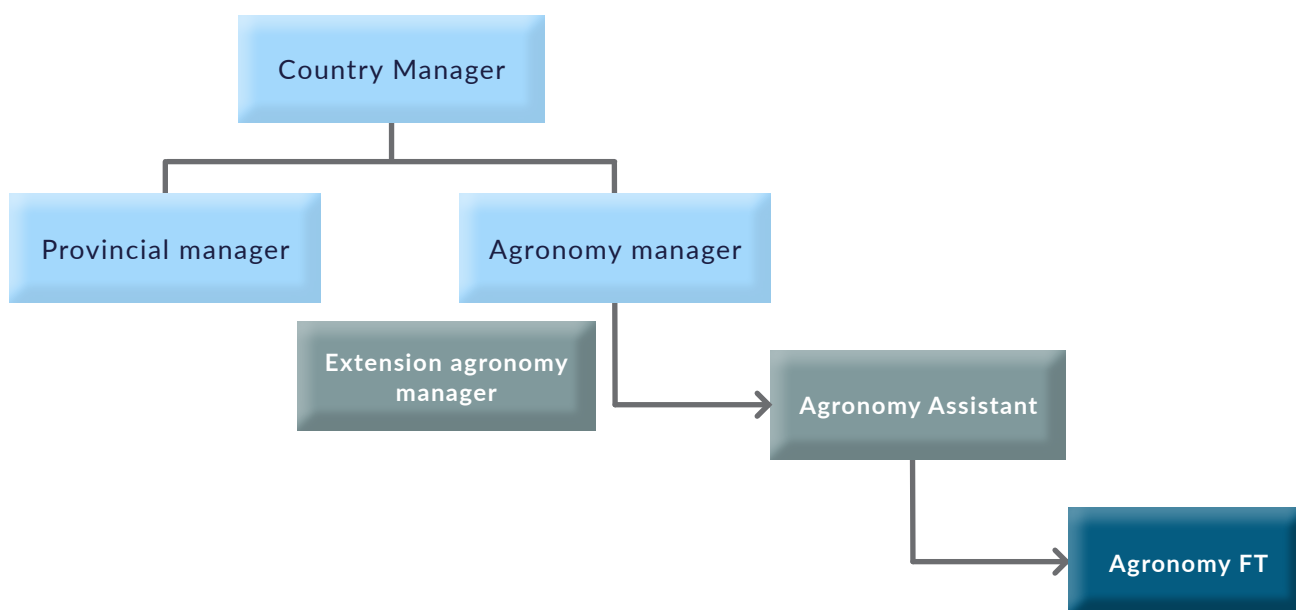 Country Manager
Provincial manager
Agronomy manager
Extension agronomy
manager
Agronomy Assistant
Agronomy FT